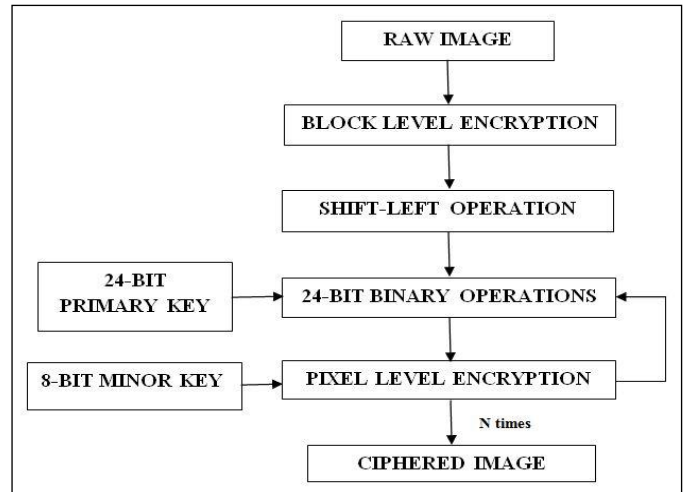 RAW IMAGE
BLOCK LEVEL ENCRYPTION
SHIFT-LEFT OPERATION
24-BIT
PRIMARY KEY
24-BIT BINARY OPERATIONS
8-BIT MINOR KEY
PIXEL LEVEL ENCRYPTION
N times
CIPHERED IMAGE